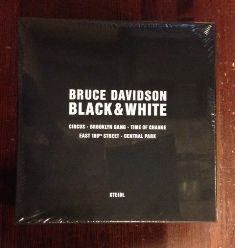 BRUCE DAVIDSON
BLACK & WHITE
CIRCUS · BROOKLYN GANG · TIME OF CHANGE
EAST 100TH STREET · CENTRAL PARK
STEIDL